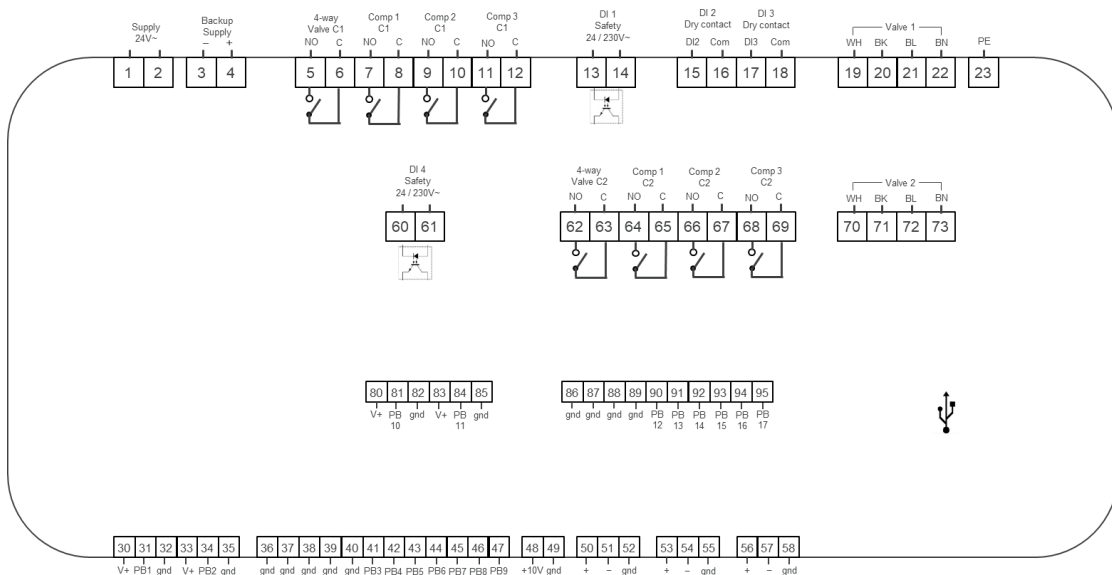 Supply
24V~
Backup
Supply
– +
4-way
Valve C1
NO C
Comp 1
C1
NO C
Comp 2
C1
NO C
Comp 3
C1
NO C
DI 1
Safety
24 / 230V~
DI 2
Dry contact
DI2 Com
DI 3
Dry contact
DI3 Com
Valve 1
WH BK BL BN
PE
1 2 3 4 5 6 7 8 9 10 11 12 13 14 15 16 17 18 19 20 21 22 23
DI 4
Safety
24 / 230V~
4-way
Valve C2
NO C
Comp 1
C2
NO C
Comp 2
C2
NO C
Comp 3
C2
NO C
Valve 2
WH BK BL BN
60 61 62 63 64 65 66 67 68 69 70 71 72 73
80 81 82 83 84 85 86 87 88 89 90 91 92 93 94 95
V+ PB 10 gnd V+ PB 11 gnd gnd gnd gnd gnd PB 12 PB 13 PB 14 PB 15 PB 16 PB 17
30 31 32 33 34 35 36 37 38 39 40 41 42 43 44 45 46 47 48 49 50 51 52 53 54 55 56 57 58
V+ PB1 gnd V+ PB2 gnd gnd gnd gnd gnd gnd PB3 PB4 PB5 PB6 PB7 PB8 PB9 +10V gnd + – gnd + – gnd + – gnd